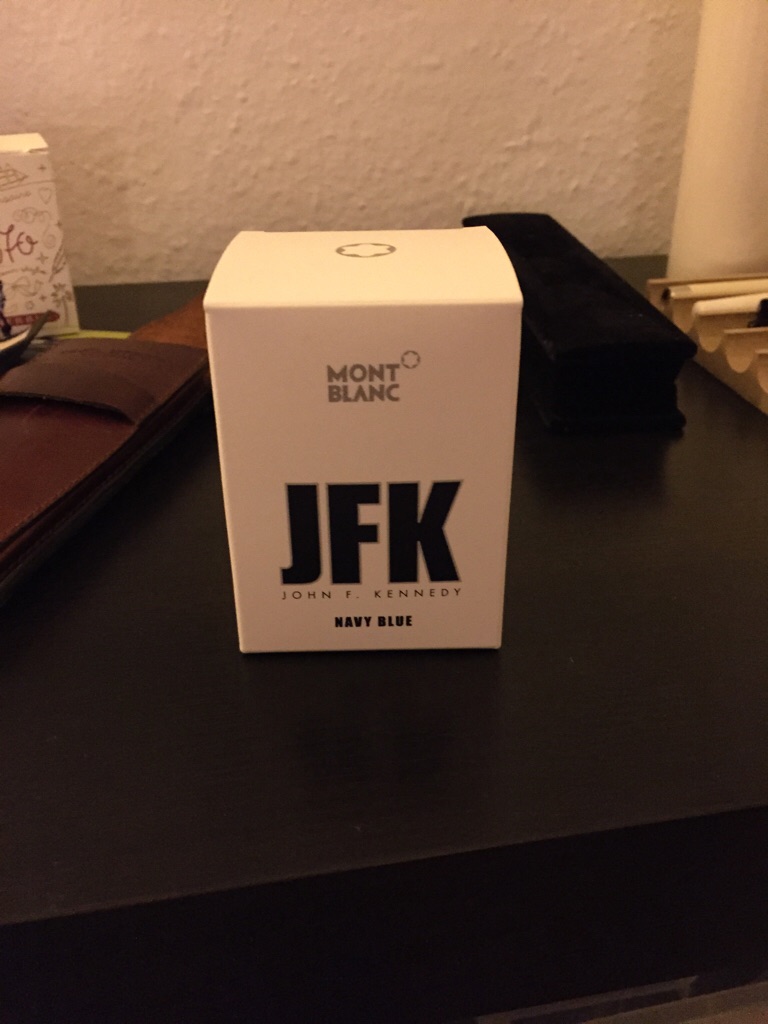 MONT
BLANC
JFK
JOHN F. KENNEDY
NAVY BLUE